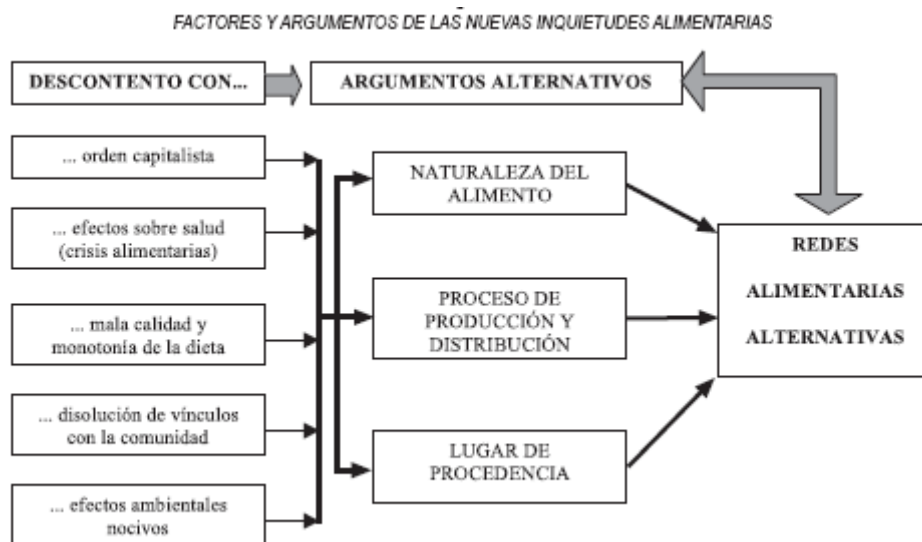 FACTORES Y ARGUMENTOS DE LAS NUEVAS INQUIETUDES ALIMENTARIAS
DESCONTENTO CON...
ARGUMENTOS ALTERNATIVOS
... orden capitalista
... efectos sobre salud
(crisis alimentarias)
... mala calidad y
monotonía de la dieta
... disolución de vínculos
con la comunidad
... efectos ambientales
nocivos
NATURALEZA DEL
ALIMENTO
PROCESO DE
PRODUCCIÓN Y
DISTRIBUCIÓN
LUGAR DE
PROCEDENCIA
REDES
ALIMENTARIAS
ALTERNATIVAS